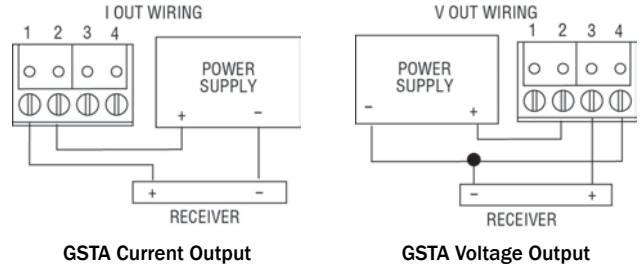 I OUT WIRING
1 2 3 4
POWER
SUPPLY
+ -
+ -
RECEIVER
GSTA Current Output
V OUT WIRING
1 2 3 4
POWER
SUPPLY
- +
- +
RECEIVER
GSTA Voltage Output